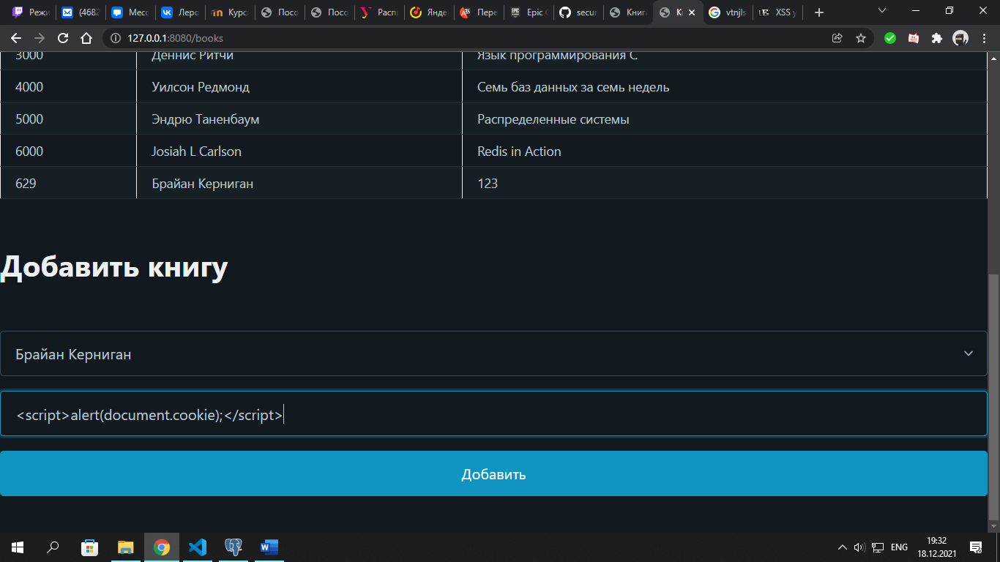 Режи (4682 Месс Леро Курс: Посо Посо Расп Янде Пере Epic G secur Книги К vtnjls XSS у
127.0.0.1:8080/books
3000 Деннис Ритчи Язык программирования C
4000 Уилсон Редмонд Семь баз данных за семь недель
5000 Эндрю Таненбаум Распределенные системы
6000 Josiah L Carlson Redis in Action
629 Брайан Керниган 123
Добавить книгу
Брайан Керниган
<script>alert(document.cookie);</script>
Добавить
ENG
19:32
18.12.2021